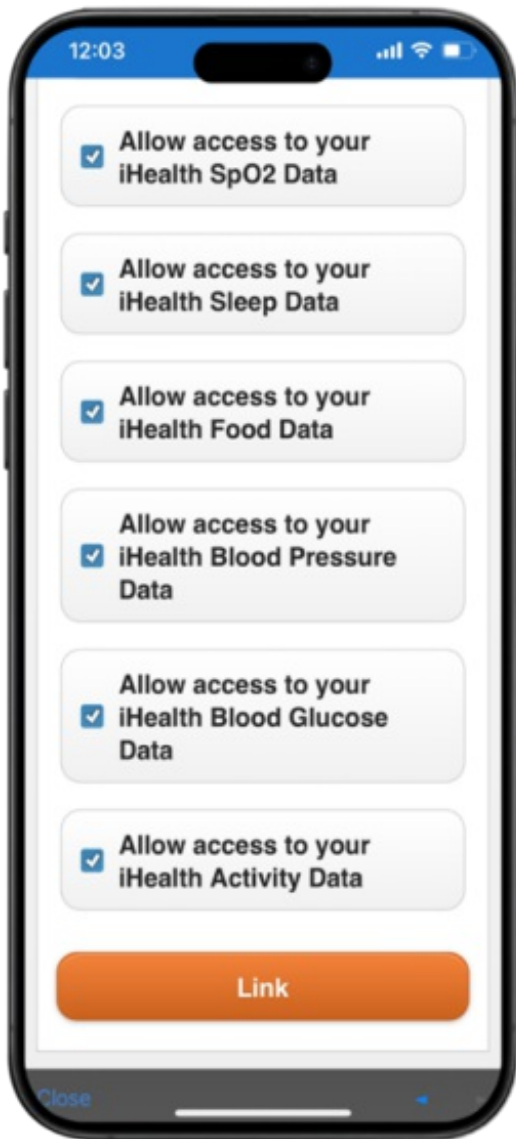 12:03
Allow access to your
iHealth SpO2 Data
Allow access to your
iHealth Sleep Data
Allow access to your
iHealth Food Data
Allow access to your
iHealth Blood Pressure
Data
Allow access to your
iHealth Blood Glucose
Data
Allow access to your
iHealth Activity Data
Link
Close